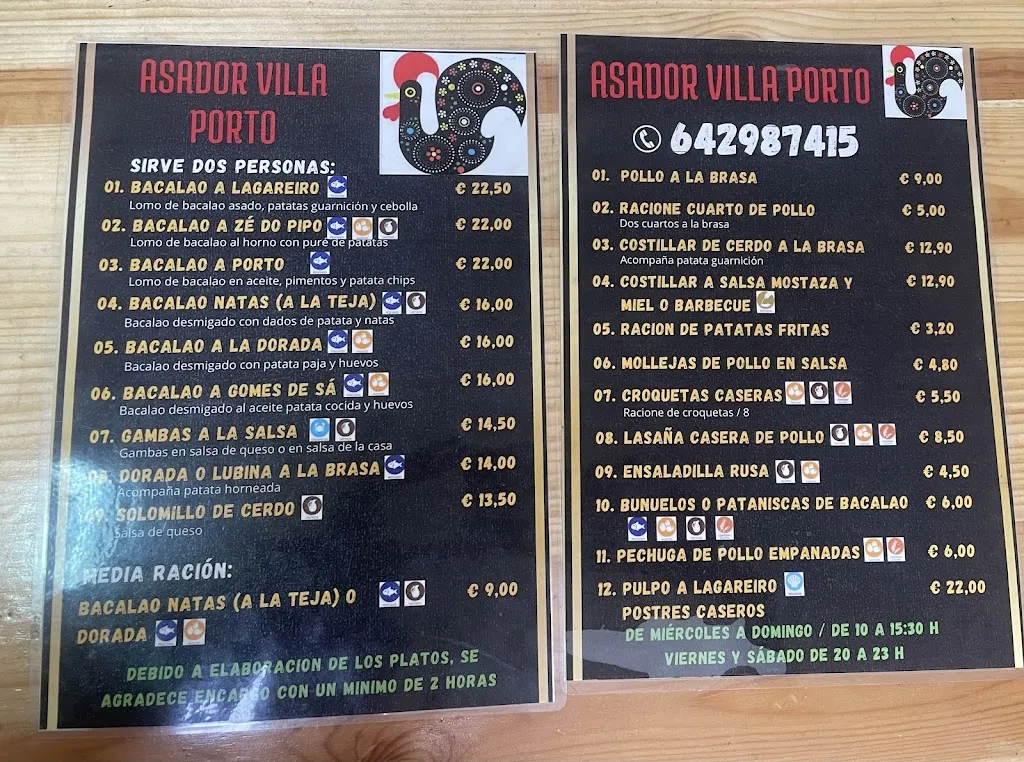 ASADOR VILLA
PORTO
SIRVE DOS PERSONAS:
01. BACALAO A LAGAREIRO € 22,50
Lomo de bacalao asado, patatas guarnición y cebolla
02. BACALAO A ZÉ DO PIPO € 22,00
Lomo de bacalao al horno con puré de patatas
03. BACALAO A PORTO € 22,00
Lomo de bacalao en aceite, pimentos y patata chips
04. BACALAO NATAS (A LA TEJA) € 16,00
Bacalao desmigado con dados de patata y natas
05. BACALAO A LA DORADA € 16,00
Bacalao desmigado con patata paja y huevos
06. BACALAO A GOMES DE SÁ € 16,00
Bacalao desmigado al aceite patata cocida y huevos
07. GAMBAS A LA SALSA € 14,50
Gambas en salsa de queso o en salsa de la casa
08. DORADA O LUBINA A LA BRASA € 14,00
Acompaña patata horneada
09. SOLOMILLO DE CERDO € 13,50
Salsa de queso
MEDIA RACIÓN:
BACALAO NATAS (A LA TEJA) O € 9,00
DORADA
DEBIDO A ELABORACION DE LOS PLATOS, SE
AGRADECE ENCARGO CON UN MINIMO DE 2 HORAS
ASADOR VILLA PORTO
642987415
01. POLLO A LA BRASA € 9,00
02. RACIONE CUARTO DE POLLO € 5,00
Dos cuartos a la brasa
03. COSTILLAR DE CERDO A LA BRASA € 12,90
Acompaña patata guarnición
04. COSTILLAR A SALSA MOSTAZA Y € 12,90
MIEL O BARBECUE
05. RACION DE PATATAS FRITAS € 3,20
06. MOLLEJAS DE POLLO EN SALSA € 4,80
07. CROQUETAS CASERAS € 5,50
Racione de croquetas / 8
08. LASAÑA CASERA DE POLLO € 8,50
09. ENSALADILLA RUSA € 4,50
10. BUNUELOS O PATANISCAS DE BACALAO € 6,00
11. PECHUGA DE POLLO EMPANADAS € 6,00
12. PULPO A LAGAREIRO € 22,00
POSTRES CASEROS
DE MIÉRCOLES A DOMINGO / DE 10 A 15:30 H
VIERNES Y SÁBADO DE 20 A 23 H